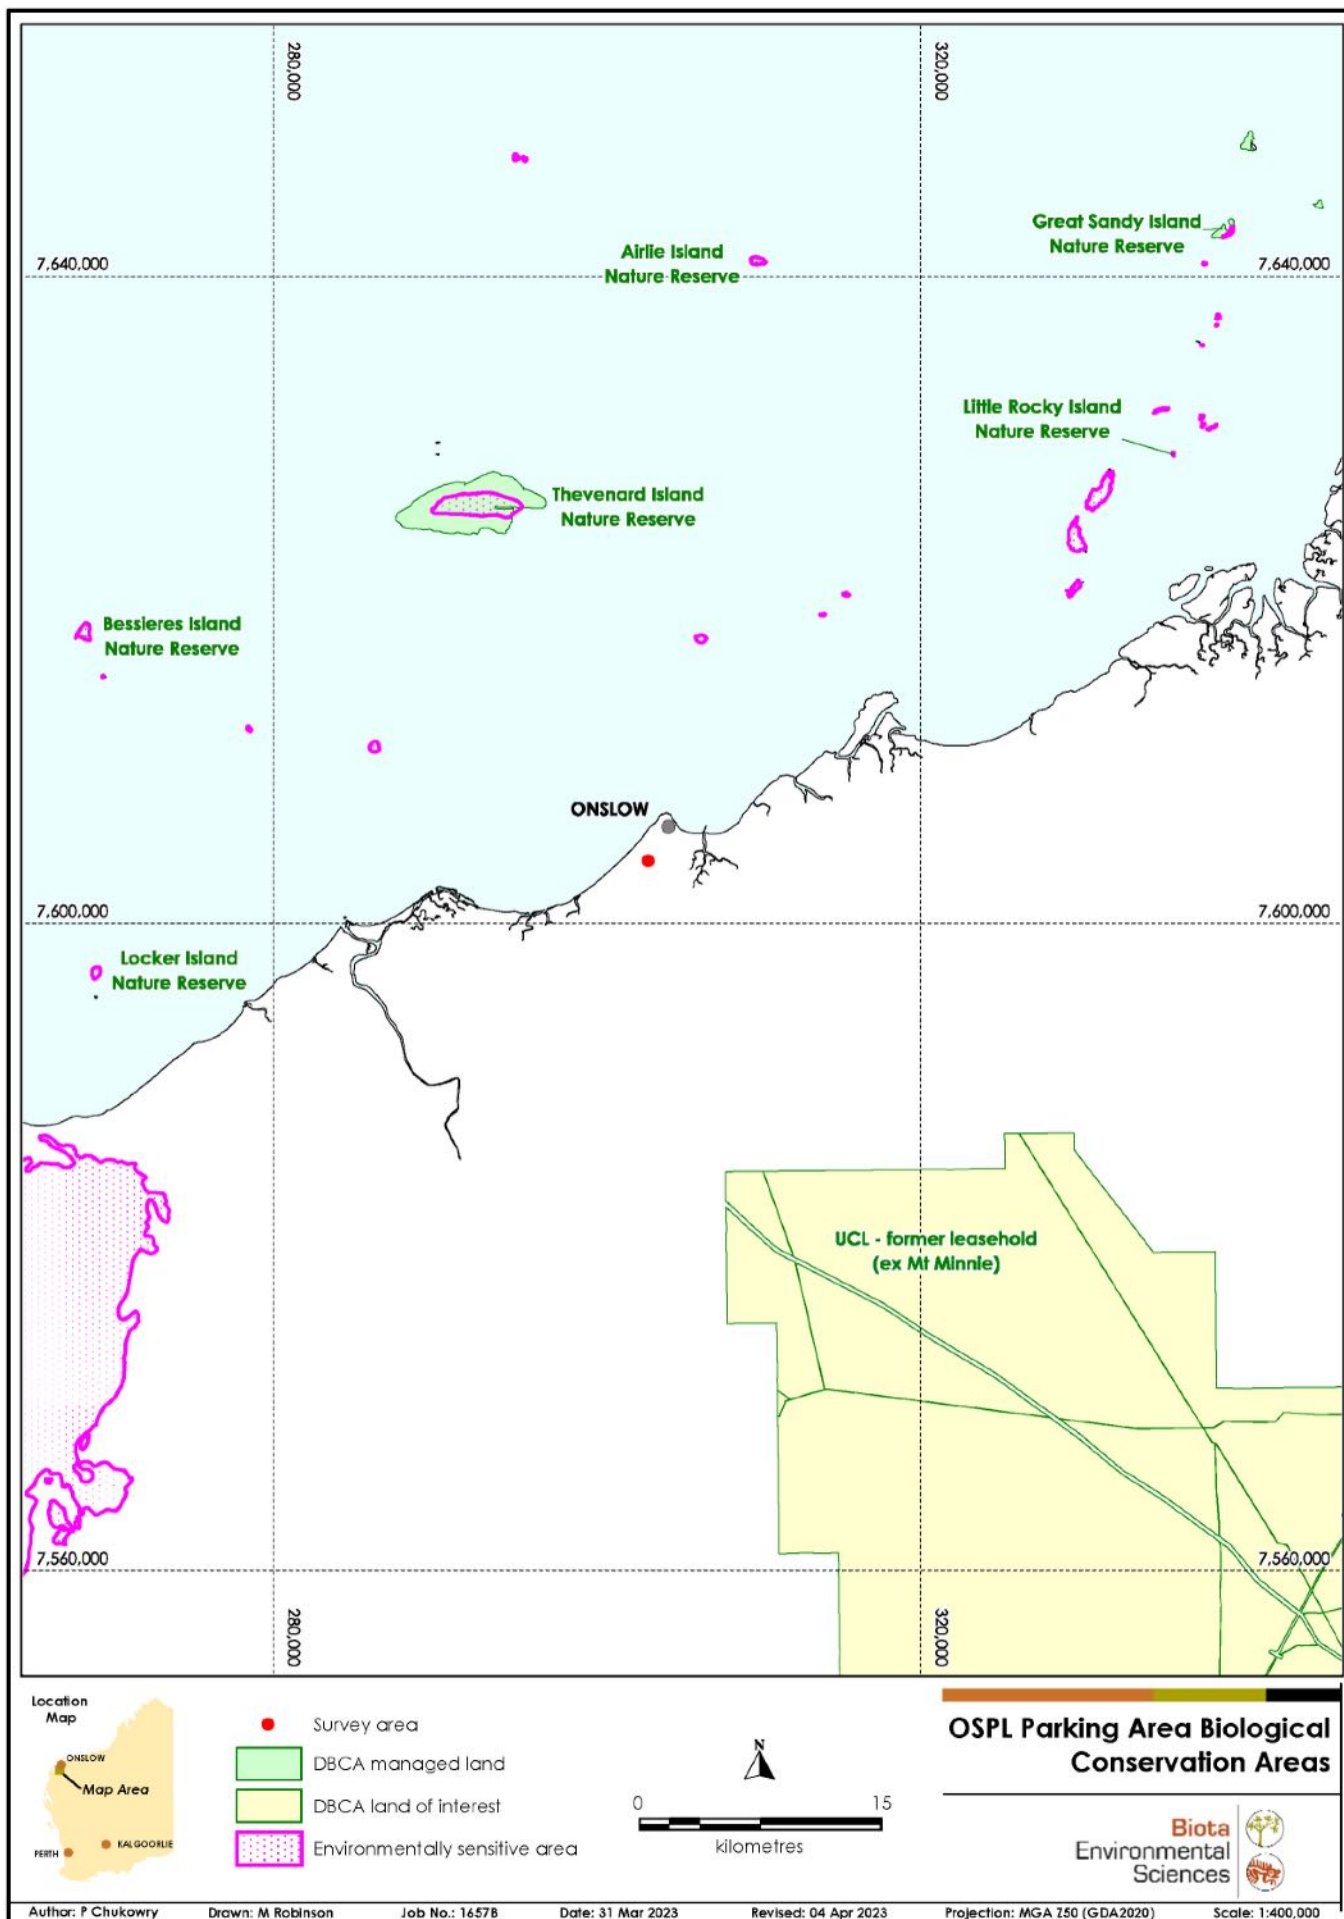 280,000
320,000
Great Sandy Island
Nature Reserve
Airlie Island
Nature Reserve
7,640,000
7,640,000
Little Rocky Island
Nature Reserve
Thevenard Island
Nature Reserve
Bessieres Island
Nature Reserve
ONSLOW
7,600,000
7,600,000
Locker Island
Nature Reserve
UCL - former leasehold
(ex Mt Minnie)
7,560,000
7,560,000
280,000
320,000
Location
Map
ONSLOW
Map Area
KALGOORLIE
PERTH
Survey area
DBCA managed land
DBCA land of interest
Environmentally sensitive area
N
0 15
kilometres
OSPL Parking Area Biological
Conservation Areas
Biota
Environmental
Sciences
Author: P Chukowry Drawn: M Robinson Job No.: 1657B Date: 31 Mar 2023 Revised: 04 Apr 2023 Projection: MGA Z50 (GDA2020) Scale: 1:400,000